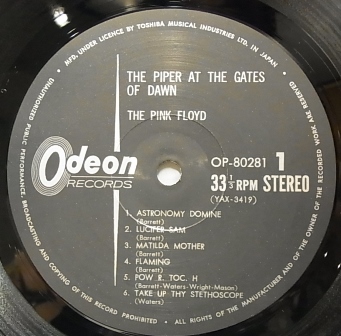 MFD. UNDER LICENCE BY TOSHIBA MUSICAL INDUSTRIES LTD. IN JAPAN •
ALL RIGHTS OF THE MANUFACTURER AND OF THE OWNER OF THE RECORDED WORK ARE RESERVED
UNAUTHORIZED PUBLIC PERFORMANCE, BROADCASTING AND COPYING OF THIS RECORD PROHIBITED •
THE PIPER AT THE GATES
OF DAWN
THE PINK FLOYD
Odeon
RECORDS
OP-80281 1
33 1/3 RPM STEREO
(YAX-3419)
1. ASTRONOMY DOMINE
(Barrett)
2. LUCIFER SAM
(Barrett)
3. MATILDA MOTHER
(Barrett)
4. FLAMING
(Barrett)
5. POW R. TOC. H
(Barrett-Waters-Wright-Mason)
6. TAKE UP THY STETHOSCOPE
(Waters)